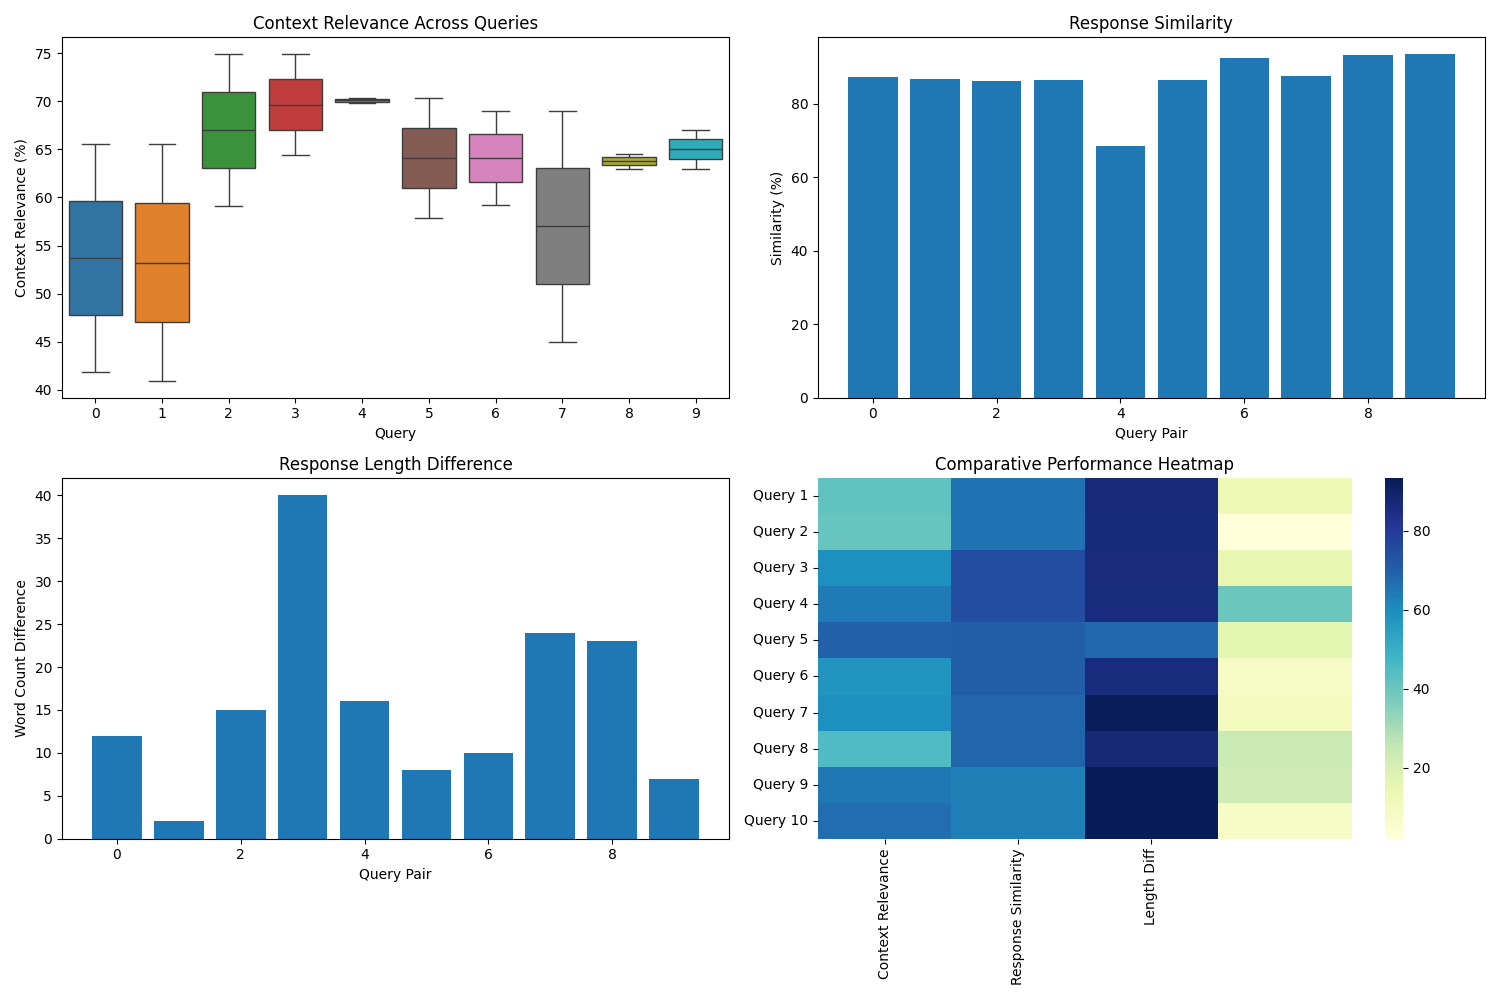 Context Relevance Across Queries
Context Relevance (%)
75
70
65
60
55
50
45
40
0 1 2 3 4 5 6 7 8 9
Query
Response Similarity
Similarity (%)
80
60
40
20
0
0 2 4 6 8
Query Pair
Response Length Difference
Word Count Difference
40
35
30
25
20
15
10
5
0
0 2 4 6 8
Query Pair
Comparative Performance Heatmap
Query 1
Query 2
Query 3
Query 4
Query 5
Query 6
Query 7
Query 8
Query 9
Query 10
Context Relevance
Response Similarity
Length Diff
80
60
40
20